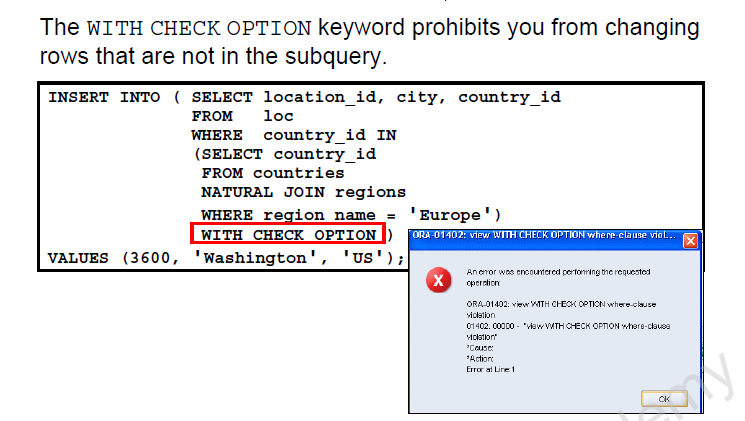 The WITH CHECK OPTION keyword prohibits you from changing
rows that are not in the subquery.
INSERT INTO ( SELECT location_id, city, country_id
FROM loc
WHERE country_id IN
(SELECT country_id
FROM countries
NATURAL JOIN regions
WHERE region_name = 'Europe')
WITH CHECK OPTION )
VALUES (3600, 'Washington', 'US');
ORA-01402: view WITH CHECK OPTION where-clause viol...
An error was encountered performing the requested
operation:
ORA-01402: view WITH CHECK OPTION where-clause
violation
01402. 00000 - "view WITH CHECK OPTION where-clause
violation"
*Cause:
*Action:
Error at Line:1
OK